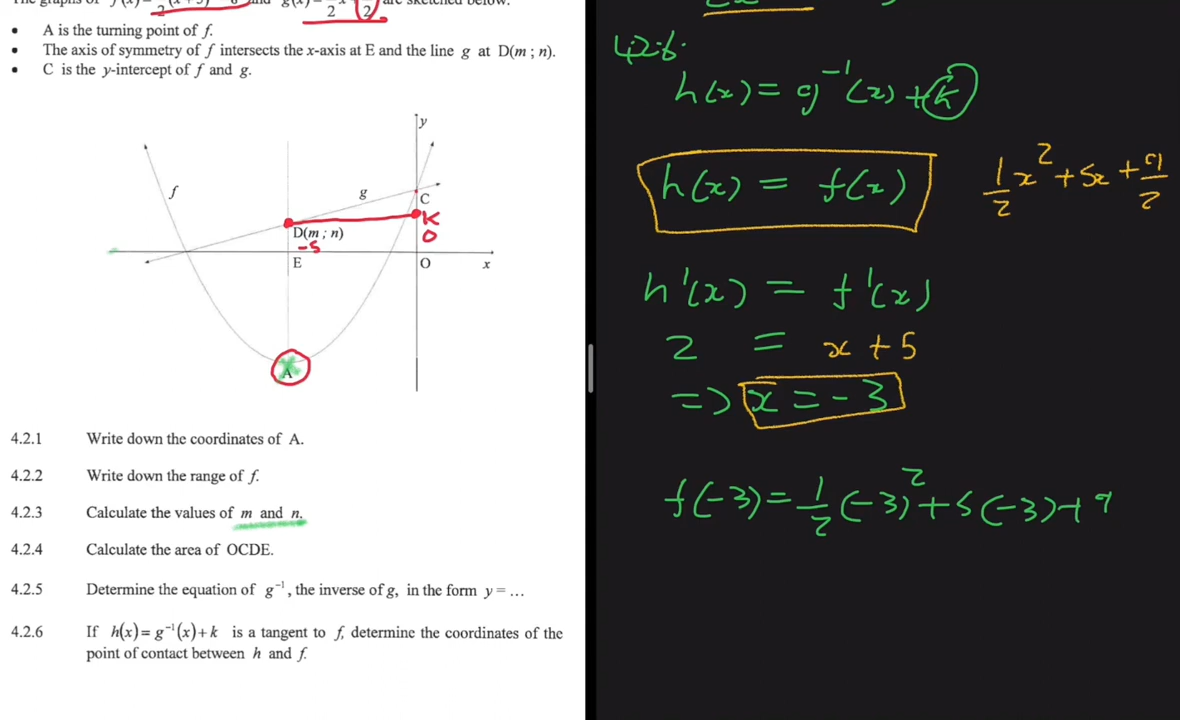 A is the turning point of f.
The axis of symmetry of f intersects the x-axis at E and the line g at D(m ; n).
C is the y-intercept of f and g.
y
f
g
C
K
D(m ; n)
O
-5
E
O
x
A
4.2.1 Write down the coordinates of A.
4.2.2 Write down the range of f.
4.2.3 Calculate the values of m and n.
4.2.4 Calculate the area of OCDE.
4.2.5 Determine the equation of g⁻¹, the inverse of g, in the form y = ...
4.2.6 If h(x) = g⁻¹(x) + k is a tangent to f, determine the coordinates of the
point of contact between h and f.
4.2.6.
h(x) = g⁻¹(x) + k
h(x) = f(x)
1/2 x² + 5x + 9/2
h'(x) = f'(x)
2 = x + 5
=> x = -3
f(-3) = 1/2 (-3)² + 5(-3) + 9